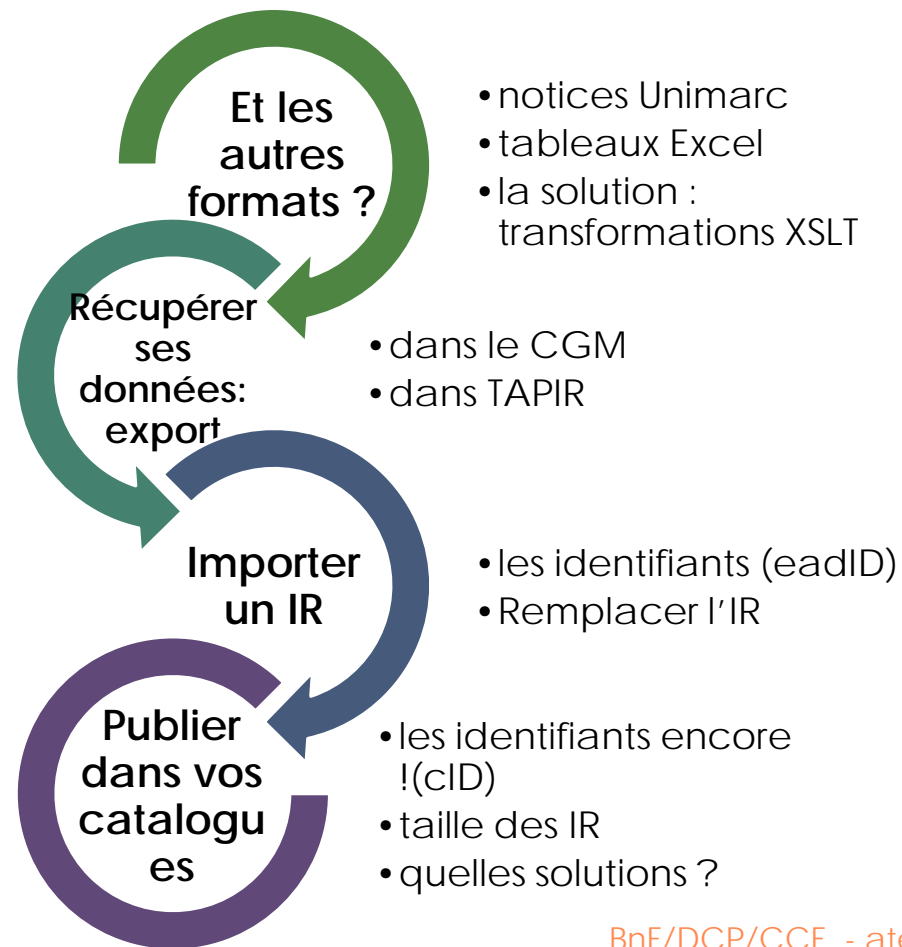 Et les
autres
formats ?
• notices Unimarc
• tableaux Excel
• la solution :
transformations XSLT
Récupérer
ses
données:
export
• dans le CGM
• dans TAPIR
Importer
un IR
• les identifiants (eadID)
• Remplacer l'IR
Publier
dans vos
catalogu
es
• les identifiants encore
!(cID)
• taille des IR
• quelles solutions ?
BnF/DCP/CCF - ate